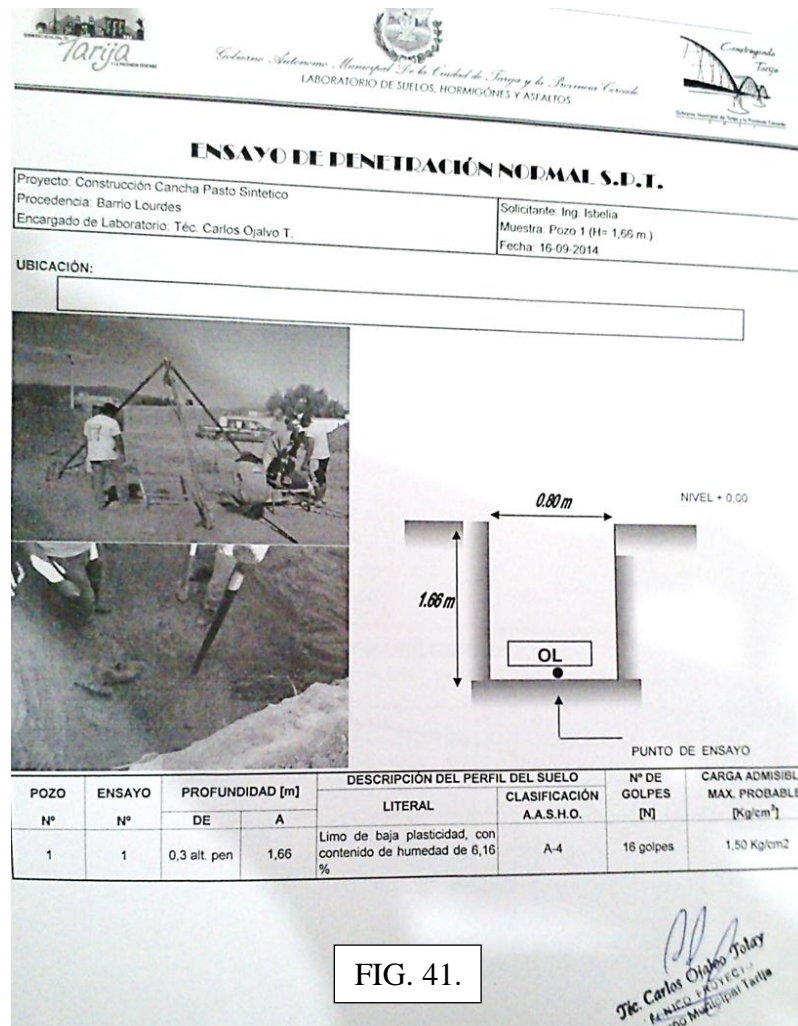 Tarija
Gobierno Autonomo Municipal De la Ciudad de Tarija y la Provincia Cercado
LABORATORIO DE SUELOS, HORMIGÓNES Y ASFALTOS
Construyendo
Tarija
ENSAYO DE PENETRACIÓN NORMAL S.P.T.
Proyecto: Construcción Cancha Pasto Sintetico
Procedencia: Barrio Lourdes
Encargado de Laboratorio: Téc. Carlos Ojalvo T.
Solicitante: Ing. Isbelia
Muestra: Pozo 1 (H= 1,66 m.)
Fecha: 16-09-2014
UBICACIÓN:
0.80 m
NIVEL + 0,00
1.66 m
OL
PUNTO DE ENSAYO
POZO Nº
ENSAYO Nº
PROFUNDIDAD [m]
DE
A
DESCRIPCIÓN DEL PERFIL DEL SUELO
LITERAL
CLASIFICACIÓN
A.A.S.H.O.
Nº DE
GOLPES
[N]
CARGA ADMISIBL
MAX. PROBABLE
[Kg/cm²]
1
1
0,3 alt. pen
1,66
Limo de baja plasticidad, con
contenido de humedad de 6,16
%
A-4
16 golpes
1,50 Kg/cm2
FIG. 41.
Téc. Carlos Ojalvo Tolay
Municipal Tarija